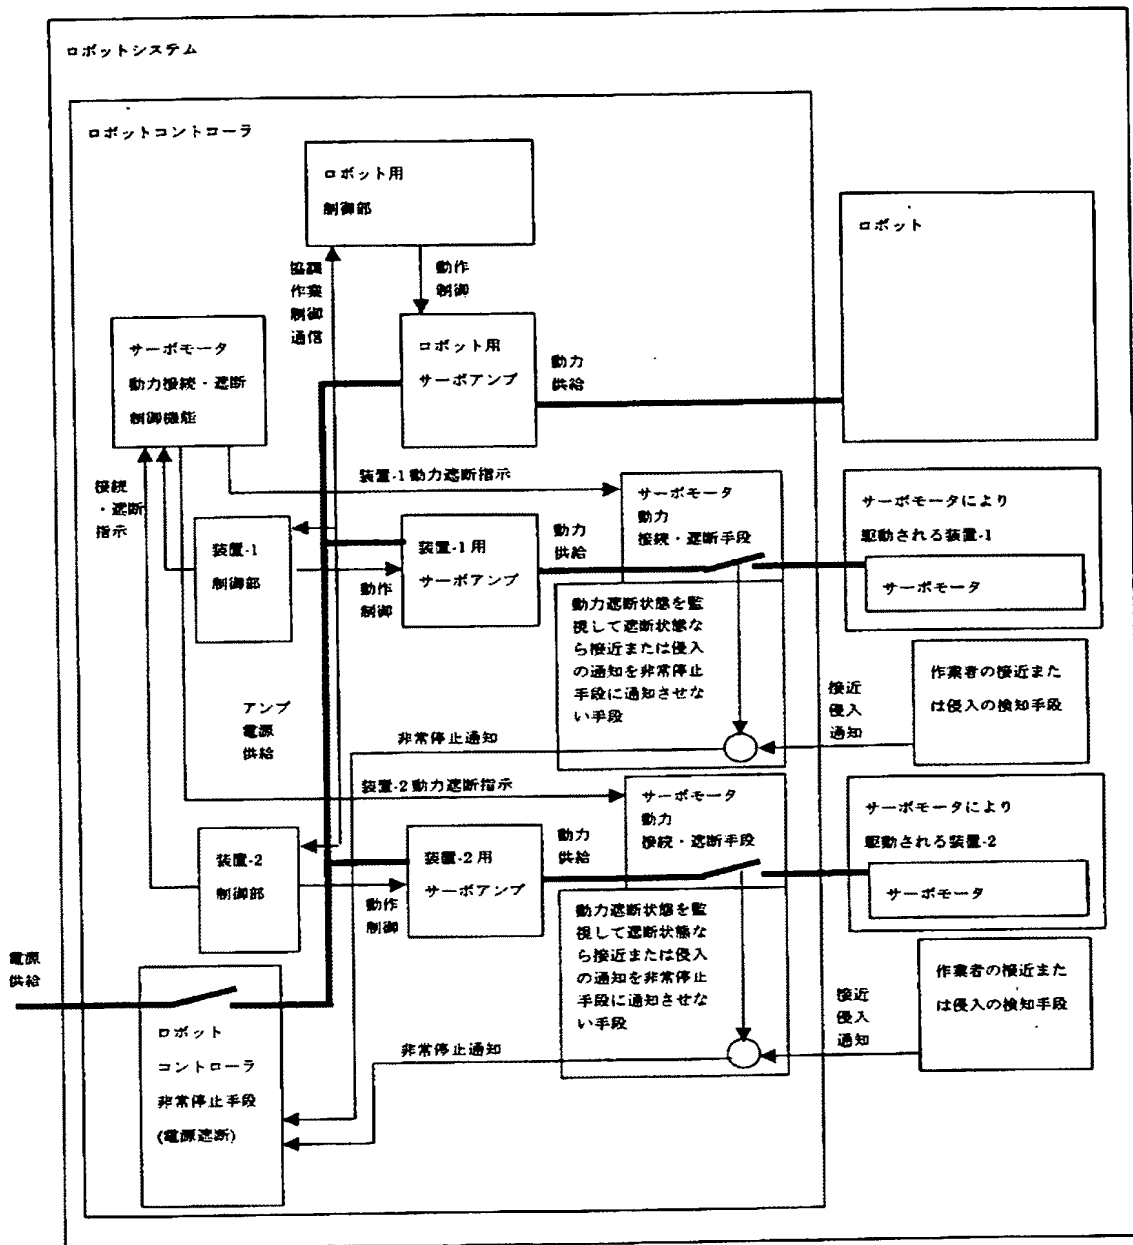 ロボットシステム
ロボットコントローラ
ロボット用
制御部
ロボット
協調
作業
制御
通信
動作
制御
サーボモータ
動力接続・遮断
制御機能
ロボット用
サーボアンプ
動力
供給
接続
・遮断
指示
装置-1動力遮断指示
サーボモータ
動力
接続・遮断手段
サーボモータにより
駆動される装置-1
サーボモータ
装置-1
制御部
動作
制御
装置-1用
サーボアンプ
動力
供給
動力遮断状態を監
視して遮断状態な
ら接近または侵入
の通知を非常停止
手段に通知させな
い手段
作業者の接近また
は侵入の検知手段
接近
侵入
通知
アンプ
電源
供給
非常停止通知
装置-2動力遮断指示
サーボモータ
動力
接続・遮断手段
サーボモータにより
駆動される装置-2
サーボモータ
装置-2
制御部
動作
制御
装置-2用
サーボアンプ
動力
供給
動力遮断状態を監
視して遮断状態な
ら接近または侵入
の通知を非常停止
手段に通知させな
い手段
作業者の接近また
は侵入の検知手段
接近
侵入
通知
電源
供給
非常停止通知
ロボット
コントローラ
非常停止手段
(電源遮断)